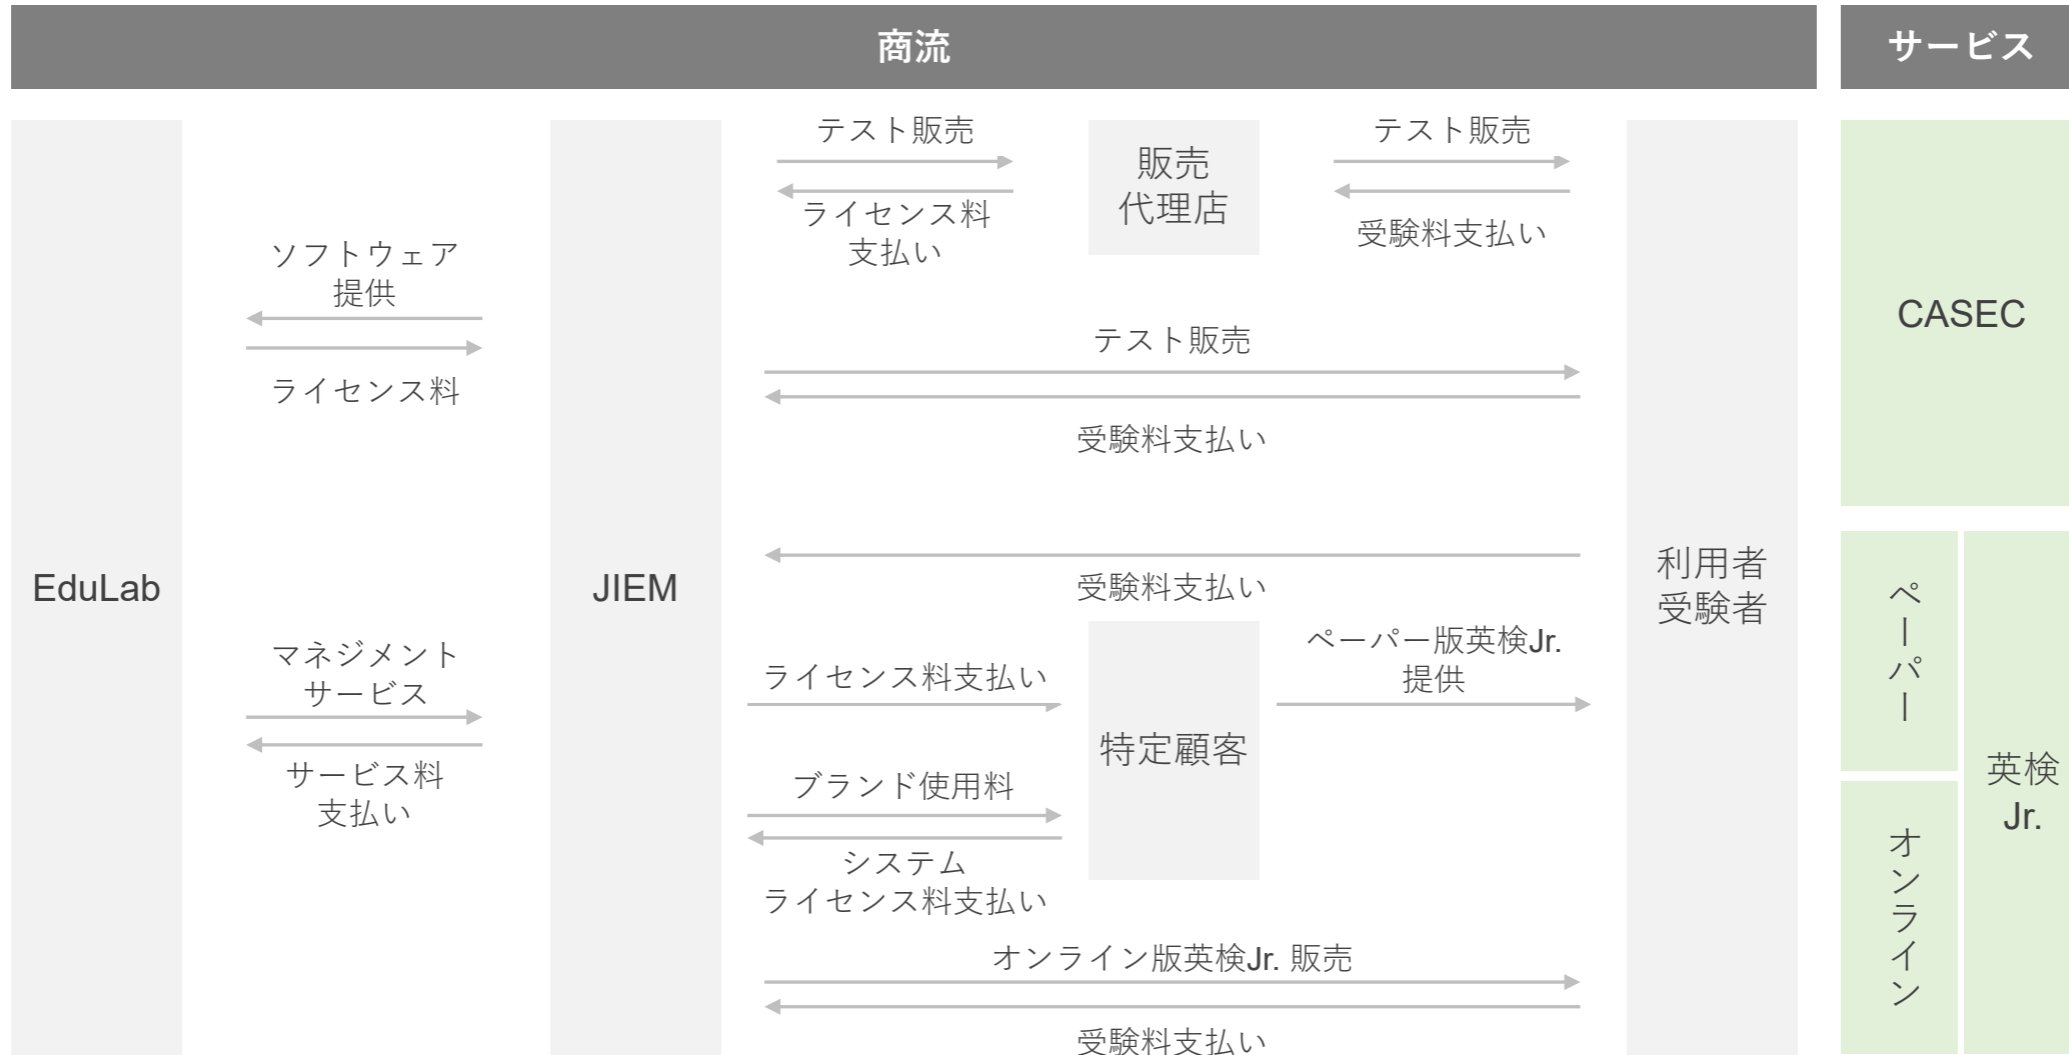 商流
サービス
EduLab
ソフトウェア
提供
ライセンス料
マネジメント
サービス
サービス料
支払い
JIEM
テスト販売
ライセンス料
支払い
販売
代理店
テスト販売
受験料支払い
テスト販売
受験料支払い
受験料支払い
ライセンス料支払い
ブランド使用料
システム
ライセンス料支払い
特定顧客
ペーパー版英検Jr.
提供
オンライン版英検Jr. 販売
受験料支払い
利用者
受験者
CASEC
ペーパー
オンライン
英検
Jr.